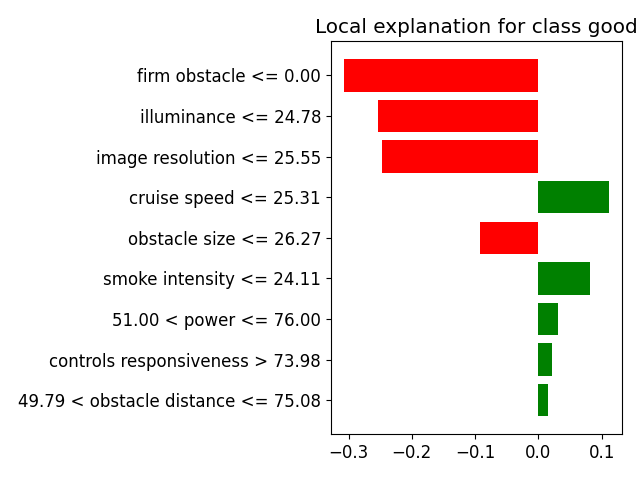 Local explanation for class good
firm obstacle <= 0.00
illuminance <= 24.78
image resolution <= 25.55
cruise speed <= 25.31
obstacle size <= 26.27
smoke intensity <= 24.11
51.00 < power <= 76.00
controls responsiveness > 73.98
49.79 < obstacle distance <= 75.08
−0.3 −0.2 −0.1 0.0 0.1